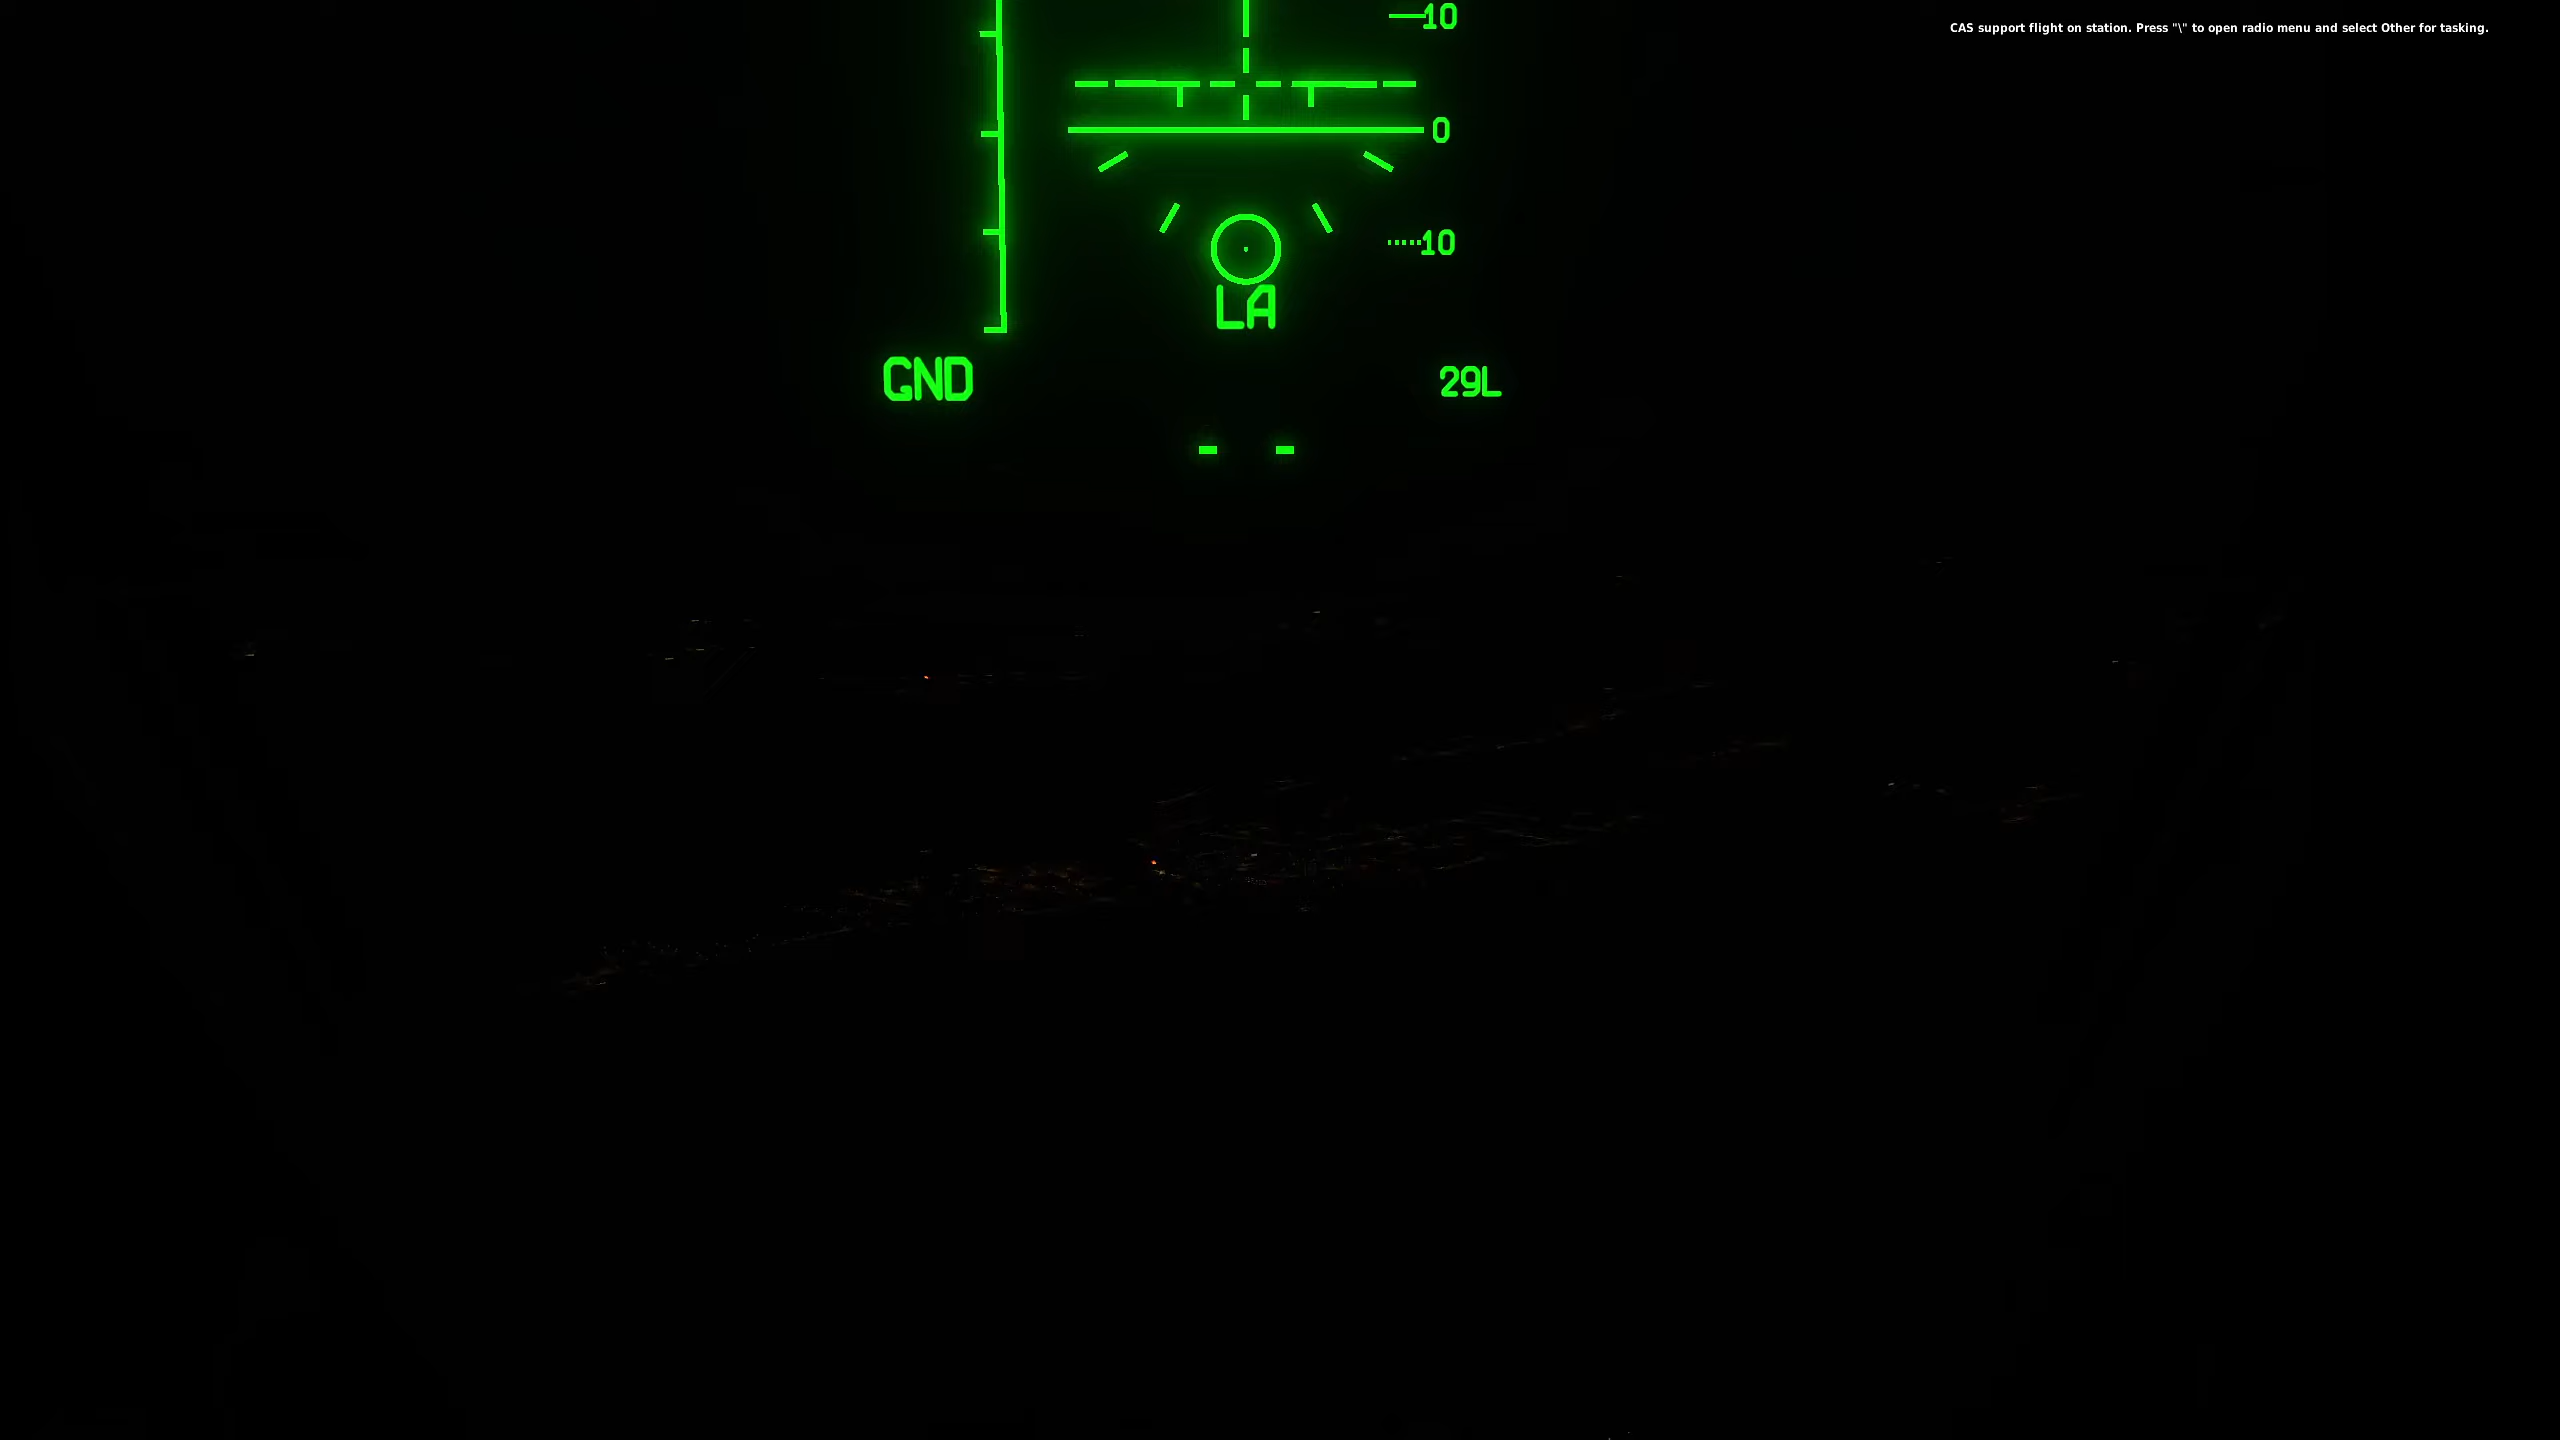 CAS support flight on station. Press "\" to open radio menu and select Other for tasking.
10
0
10
LA
GND
29L